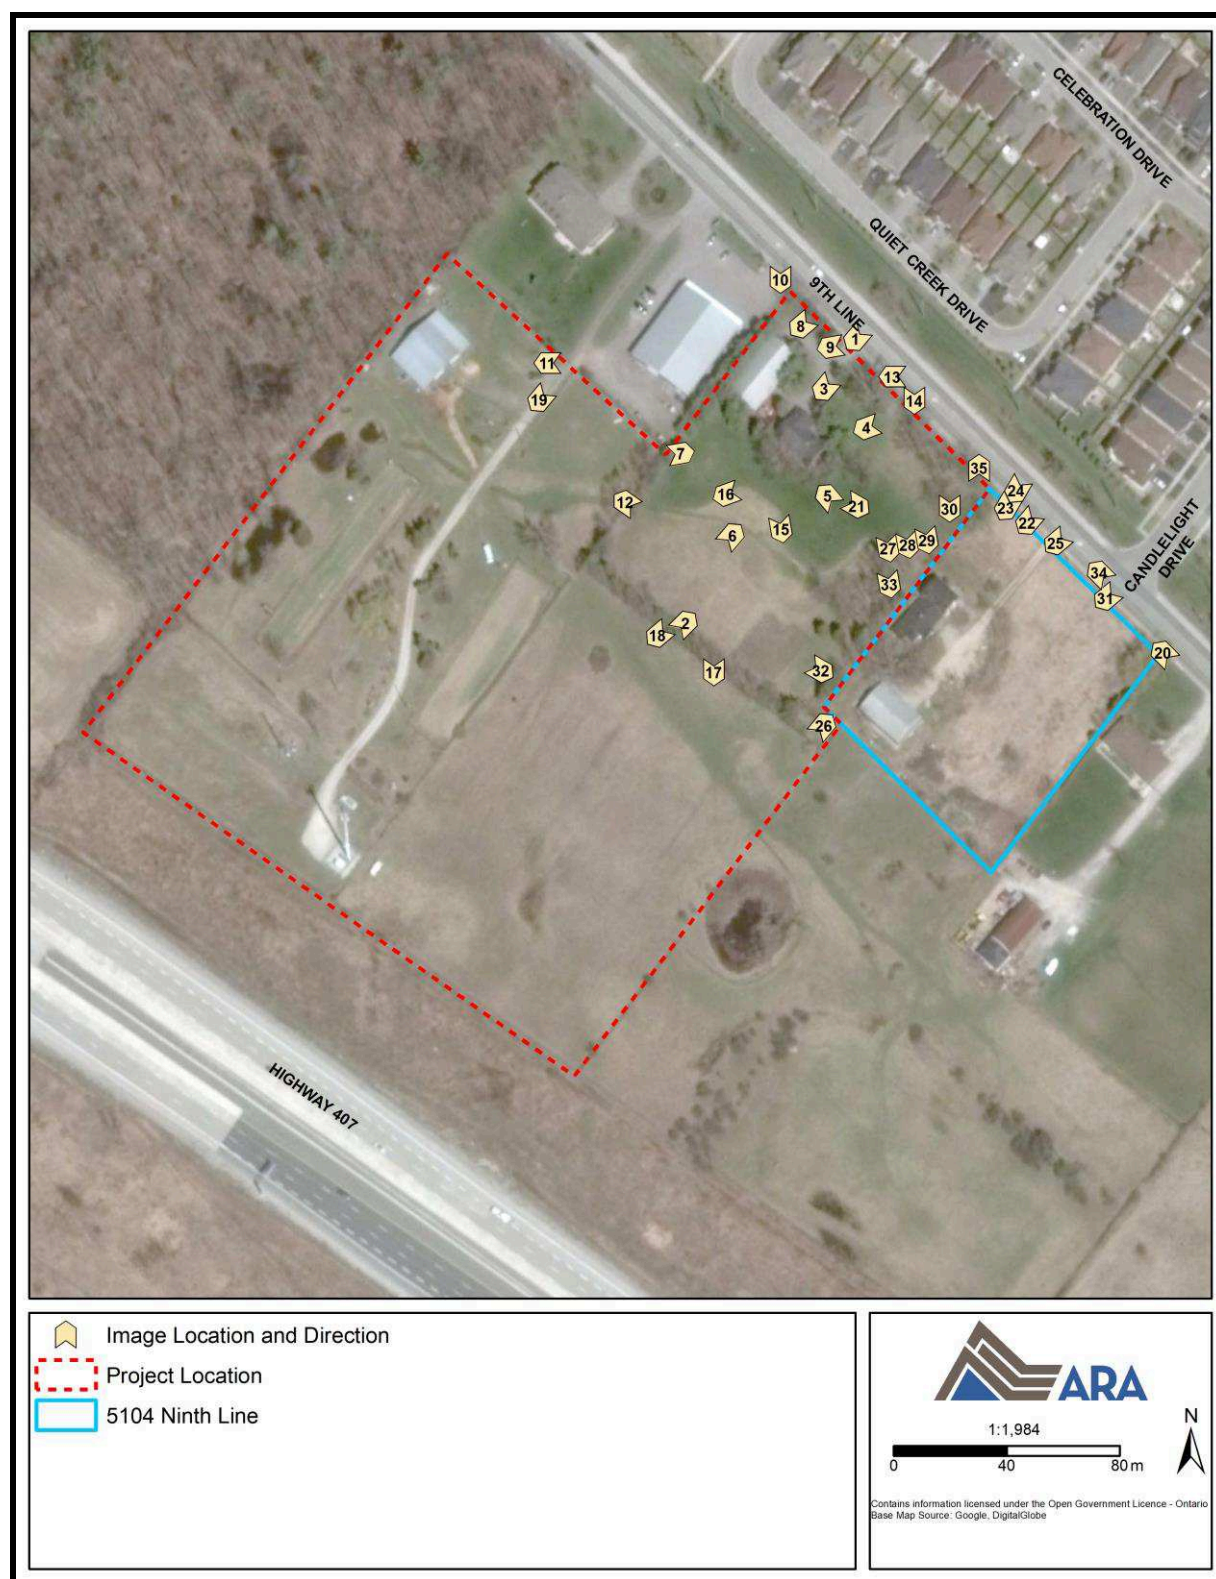 CELEBRATION DRIVE
QUIET CREEK DRIVE
9TH LINE
10
8
9
1
11
3
13
19
14
4
7
35
16
5
24
12
21
30
23
6
15
22
29
25
27
28
34
33
CANDLELIGHT
DRIVE
31
2
18
20
17
32
26
HIGHWAY 407
Image Location and Direction
Project Location
5104 Ninth Line
ARA
1:1,984
N
0 40 80 m
Contains information licensed under the Open Government Licence - Ontario
Base Map Source: Google, DigitalGlobe